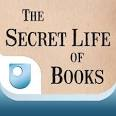 THE
SECRET LIFE
OF
BOOKS